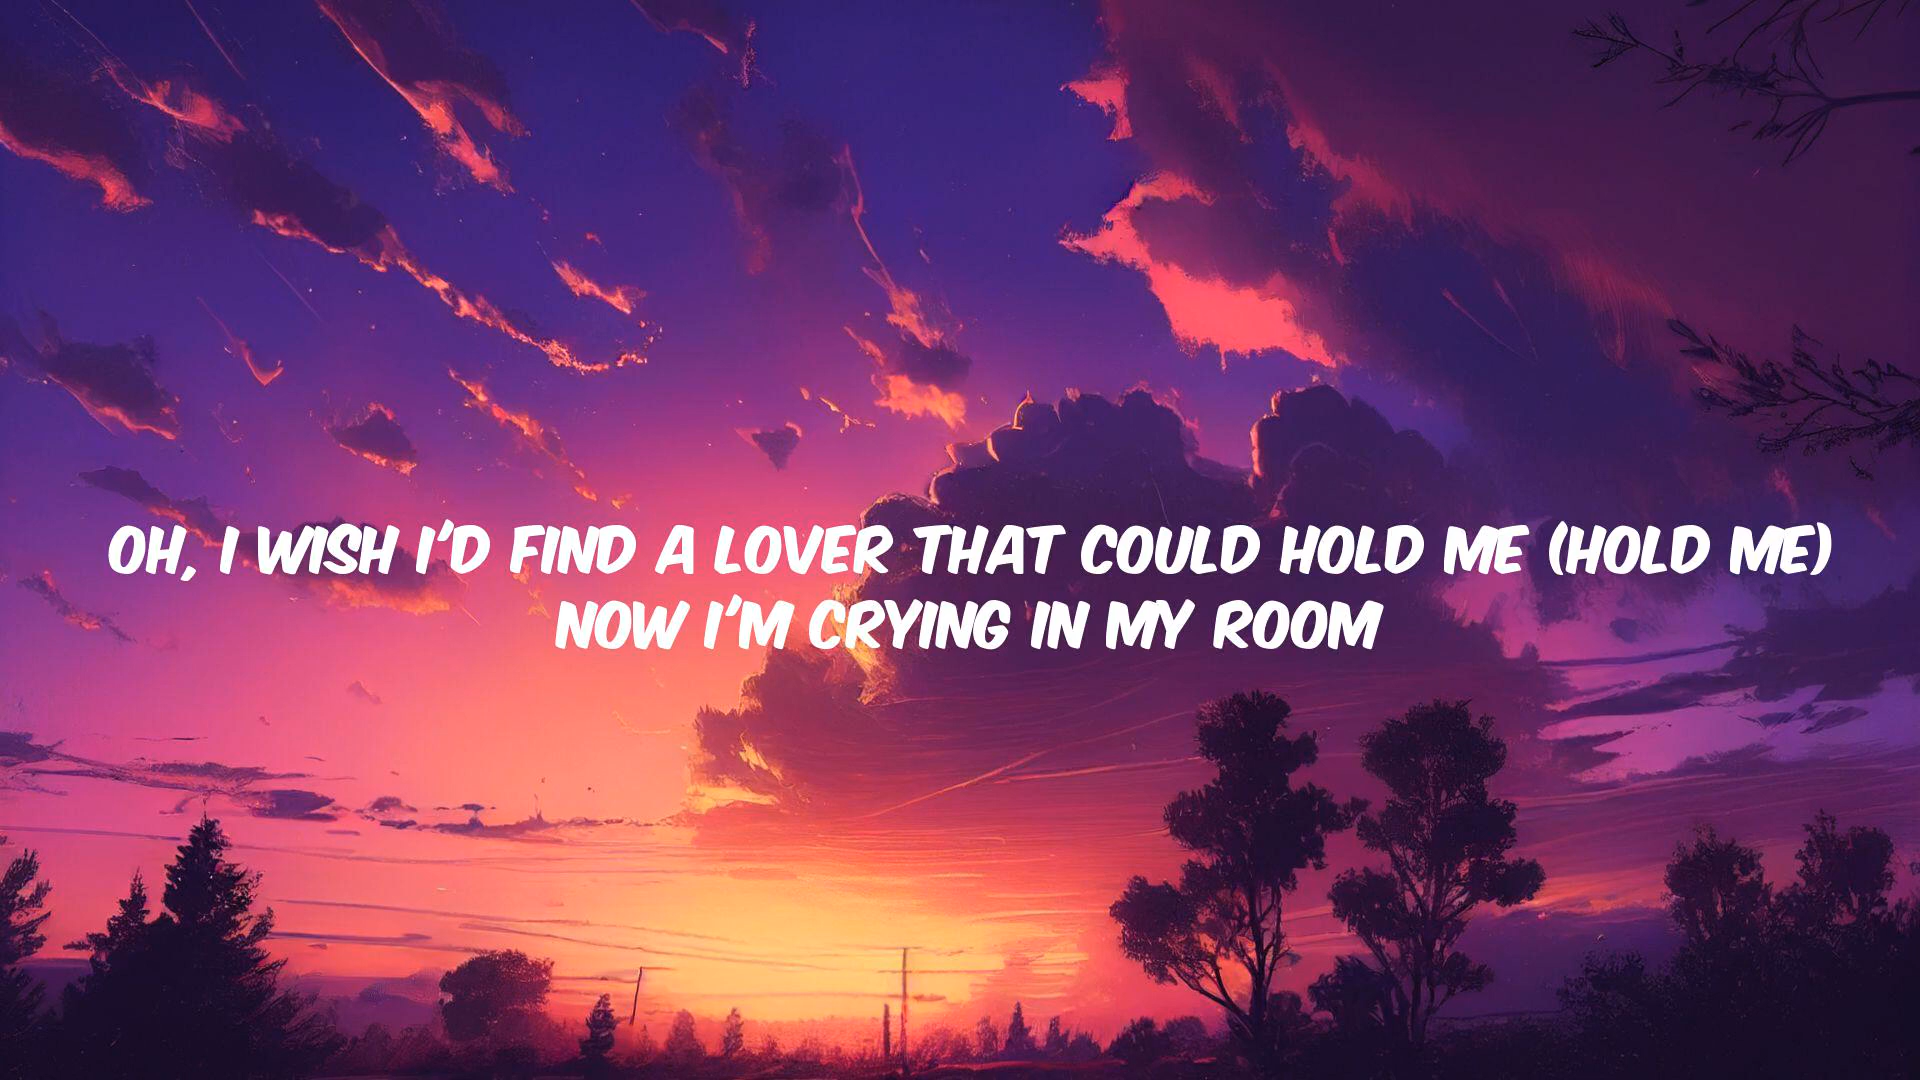 OH, I WISH I'D FIND A LOVER THAT COULD HOLD ME (HOLD ME)
NOW I'M CRYING IN MY ROOM